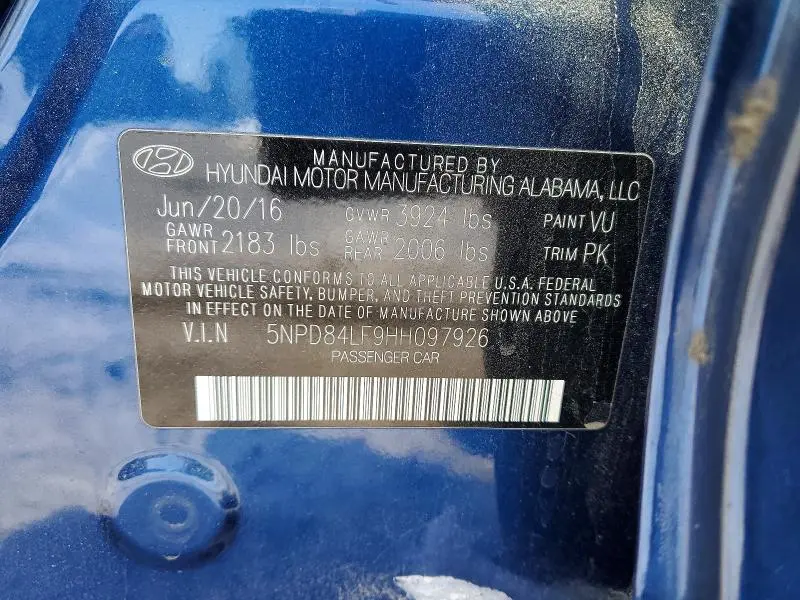 MANUFACTURED BY
HYUNDAI MOTOR MANUFACTURING ALABAMA, LLC
Jun/20/16 GVWR 3924 lbs PAINT VU
GAWR FRONT 2183 lbs GAWR REAR 2006 lbs TRIM PK
THIS VEHICLE CONFORMS TO ALL APPLICABLE U.S.A. FEDERAL
MOTOR VEHICLE SAFETY, BUMPER, AND THEFT PREVENTION STANDARDS
IN EFFECT ON THE DATE OF MANUFACTURE SHOWN ABOVE
V.I.N 5NPD84LF9HH097926
PASSENGER CAR